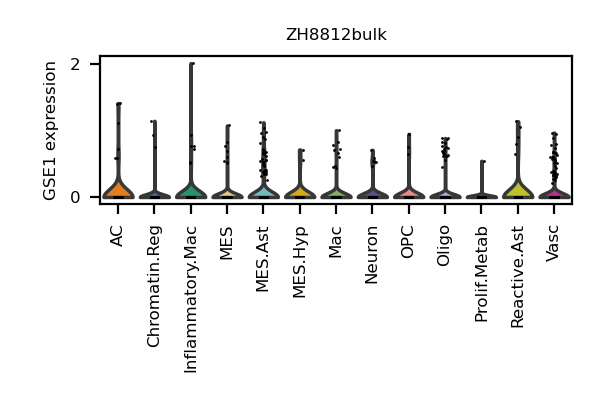 ZH8812bulk
GSE1 expression
2
0
AC
Chromatin.Reg
Inflammatory.Mac
MES
MES.Ast
MES.Hyp
Mac
Neuron
OPC
Oligo
Prolif.Metab
Reactive.Ast
Vasc